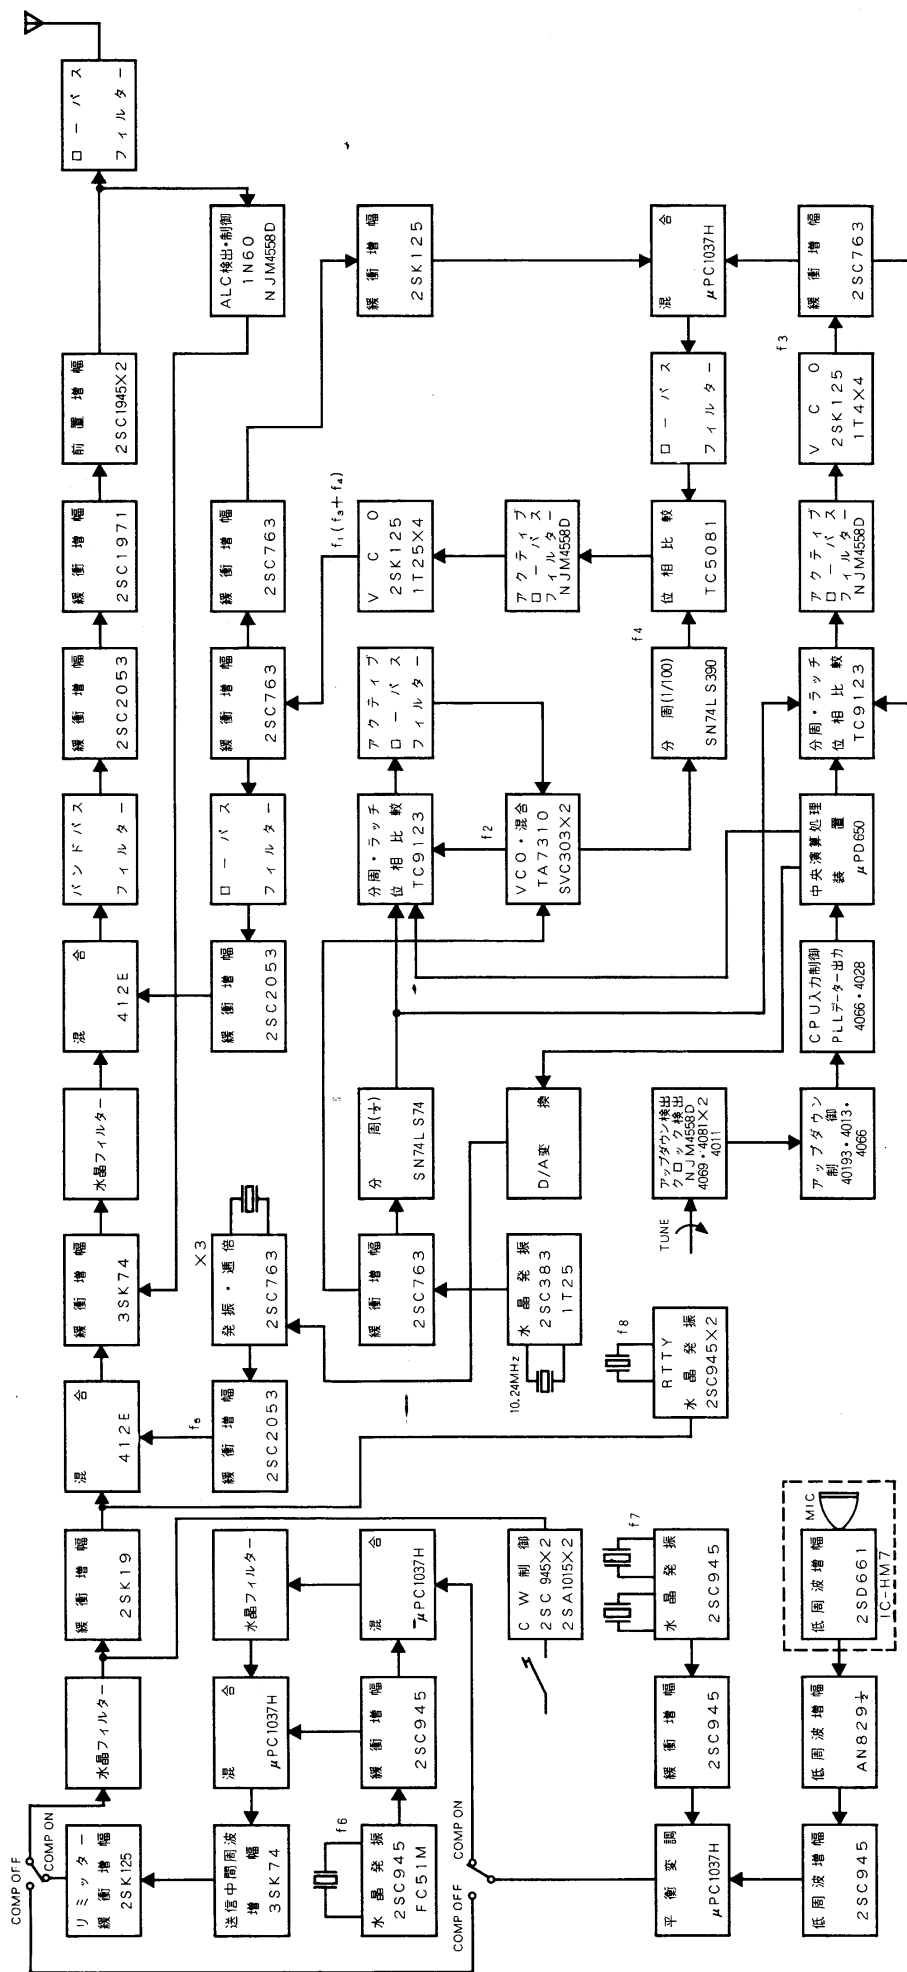 COMP OFF
COMP ON
リミッター
緩衝増幅
2SK125
水晶フィルター
緩衝増幅
2SK19
混合
412E
緩衝増幅
3SK74
水晶フィルター
混合
412E
バンドパス
フィルター
緩衝増幅
2SC2053
緩衝増幅
2SC1971
前置増幅
2SC1945X2
ローパス
フィルター
送信中間周波
増幅
3SK74
混合
μPC1037H
水晶フィルター
f5
緩衝増幅
2SC2053
X3
発振・逓倍
2SC763
緩衝増幅
2SC2053
ローパス
フィルター
緩衝増幅
2SC763
緩衝増幅
2SC763
ALC検出・制御
1N60
NJM4558D
f6
水晶発振
2SC945
FC51M
緩衝増幅
2SC945
混合
μPC1037H
緩衝増幅
2SC763
分周(½)
SN74LS74
分周・ラッチ
位相比較
TC9123
アクティブ
ローパス
フィルター
f1(f3+f4)
VCO
2SK125
1T25X4
緩衝増幅
2SK125
COMP OFF
COMP ON
CW制御
2SC945X2
2SA1015X2
10.24MHz
水晶発振
2SC383
1T25
D/A変換
f2
VCO・混合
TA7310
SVC303X2
アクティブ
ローパス
フィルター
NJM4558D
平衡変調
μPC1037H
緩衝増幅
2SC945
f7
水晶発振
2SC945
f8
RTTY
水晶発振
2SC945X2
TUNE
アップダウン検出
クロック検出
NJM4558D
4069・4081X2
4011
分周(1/100)
SN74LS390
f4
位相比較
TC5081
ローパス
フィルター
混合
μPC1037H
低周波増幅
2SC945
低周波増幅
AN829½
MIC
低周波増幅
2SD661
IC-HM7
アップダウン
制御
40193・4013・
4066
CPU入力制御
PLLデーター出力
4066・4028
中央演算処理
装置
μPD650
分周・ラッチ
位相比較
TC9123
アクティブ
ローパス
フィルター
NJM4558D
f3
VCO
2SK125
1T4X4
緩衝増幅
2SC763